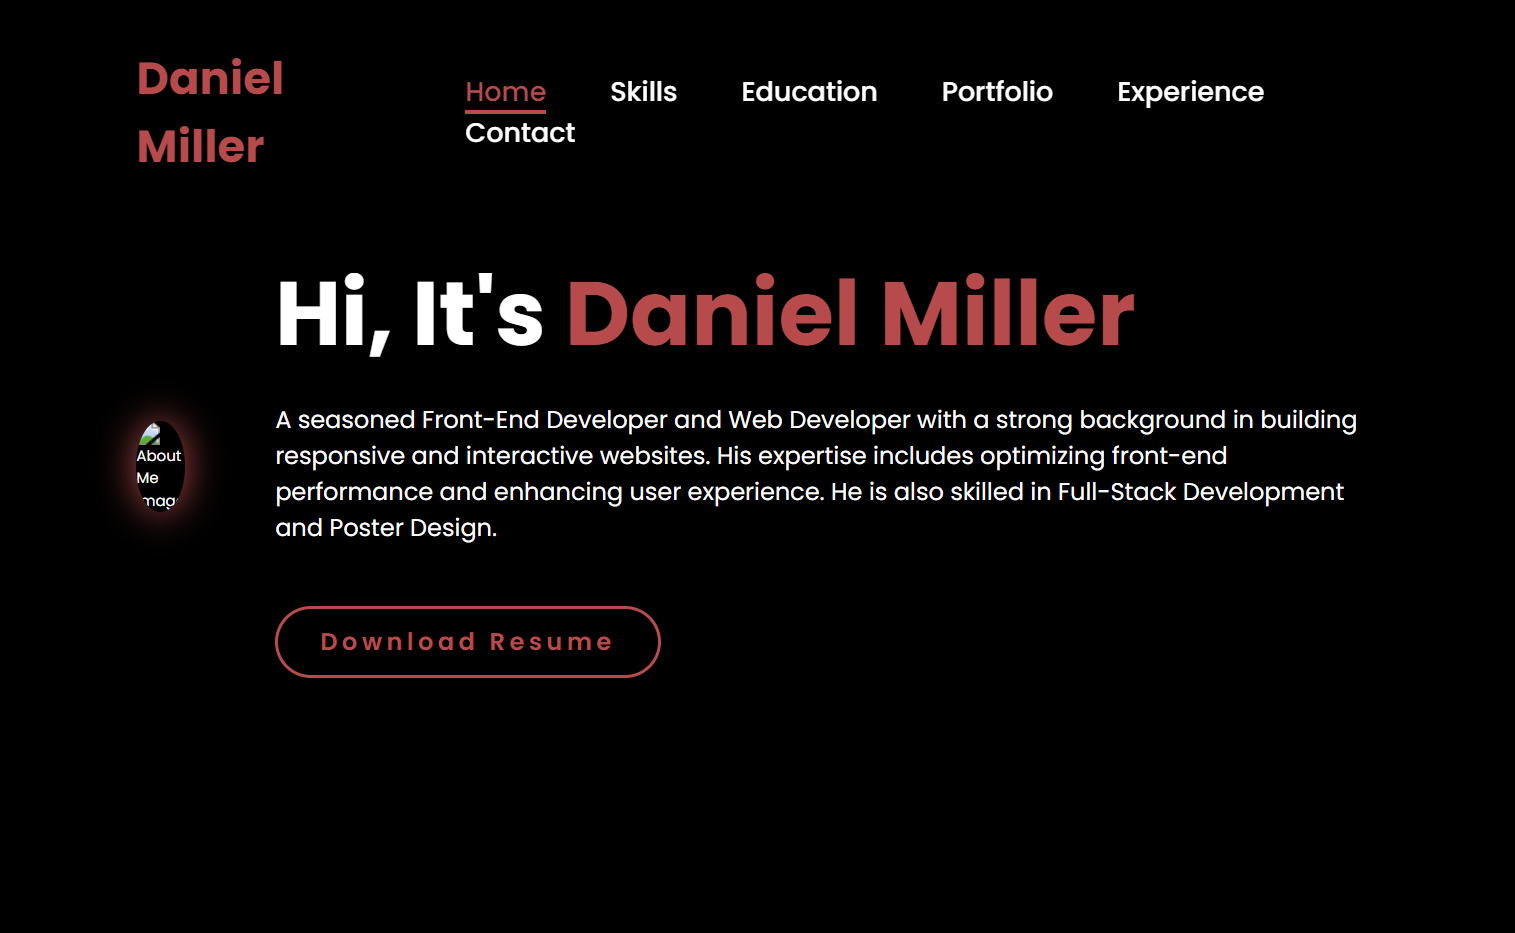 Daniel
Miller
Home Skills Education Portfolio Experience
Contact
Hi, It's Daniel Miller
A seasoned Front-End Developer and Web Developer with a strong background in building
responsive and interactive websites. His expertise includes optimizing front-end
performance and enhancing user experience. He is also skilled in Full-Stack Development
and Poster Design.
About
Me
Download Resume